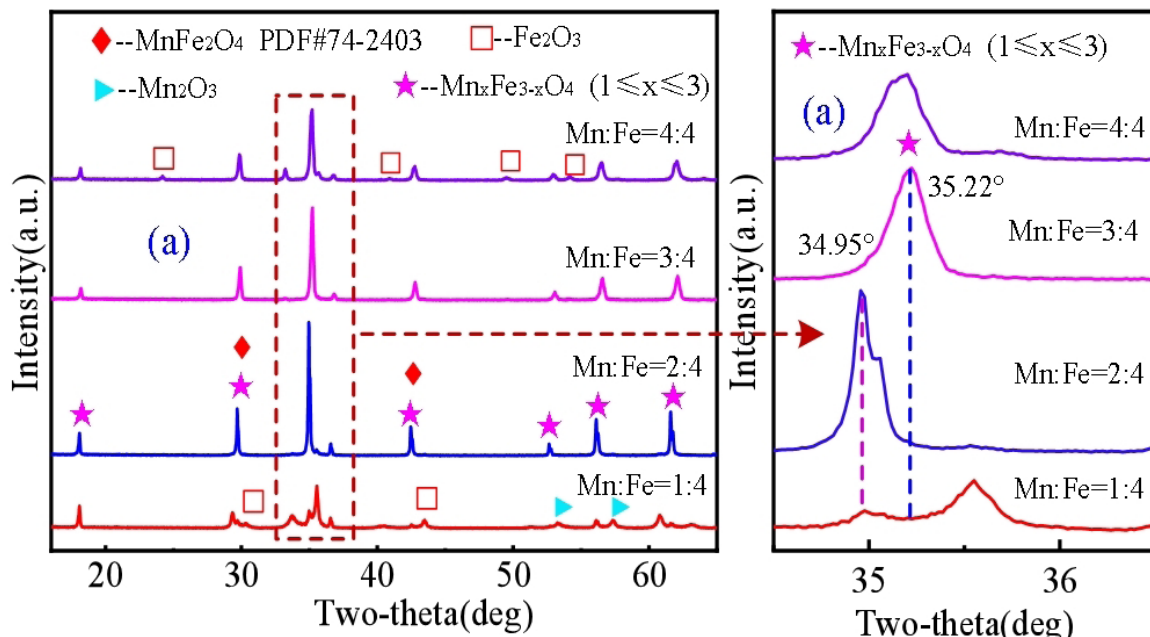 --MnFe₂O₄ PDF#74-2403
--Fe₂O₃
--Mn₂O₃
--MnₓFe₃₋ₓO₄ (1≤x≤3)
Mn:Fe=4:4
(a)
Mn:Fe=3:4
Mn:Fe=2:4
Mn:Fe=1:4
Intensity(a.u.)
20 30 40 50 60
Two-theta(deg)
--MnₓFe₃₋ₓO₄ (1≤x≤3)
(a)
Mn:Fe=4:4
35.22°
34.95°
Mn:Fe=3:4
Mn:Fe=2:4
Mn:Fe=1:4
Intensity(a.u.)
35 36
Two-theta(deg)